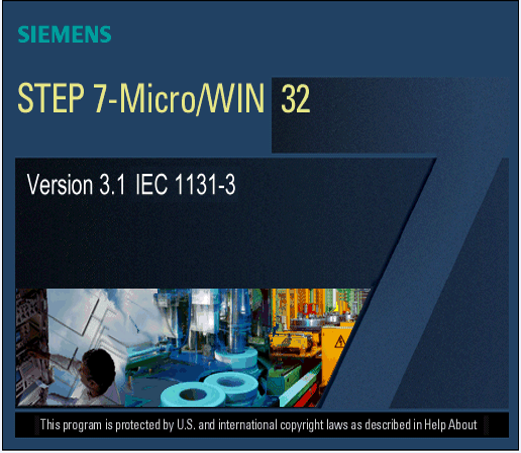 SIEMENS
STEP 7-Micro/WIN 32
Version 3.1 IEC 1131-3
This program is protected by U.S. and international copyright laws as described in Help About